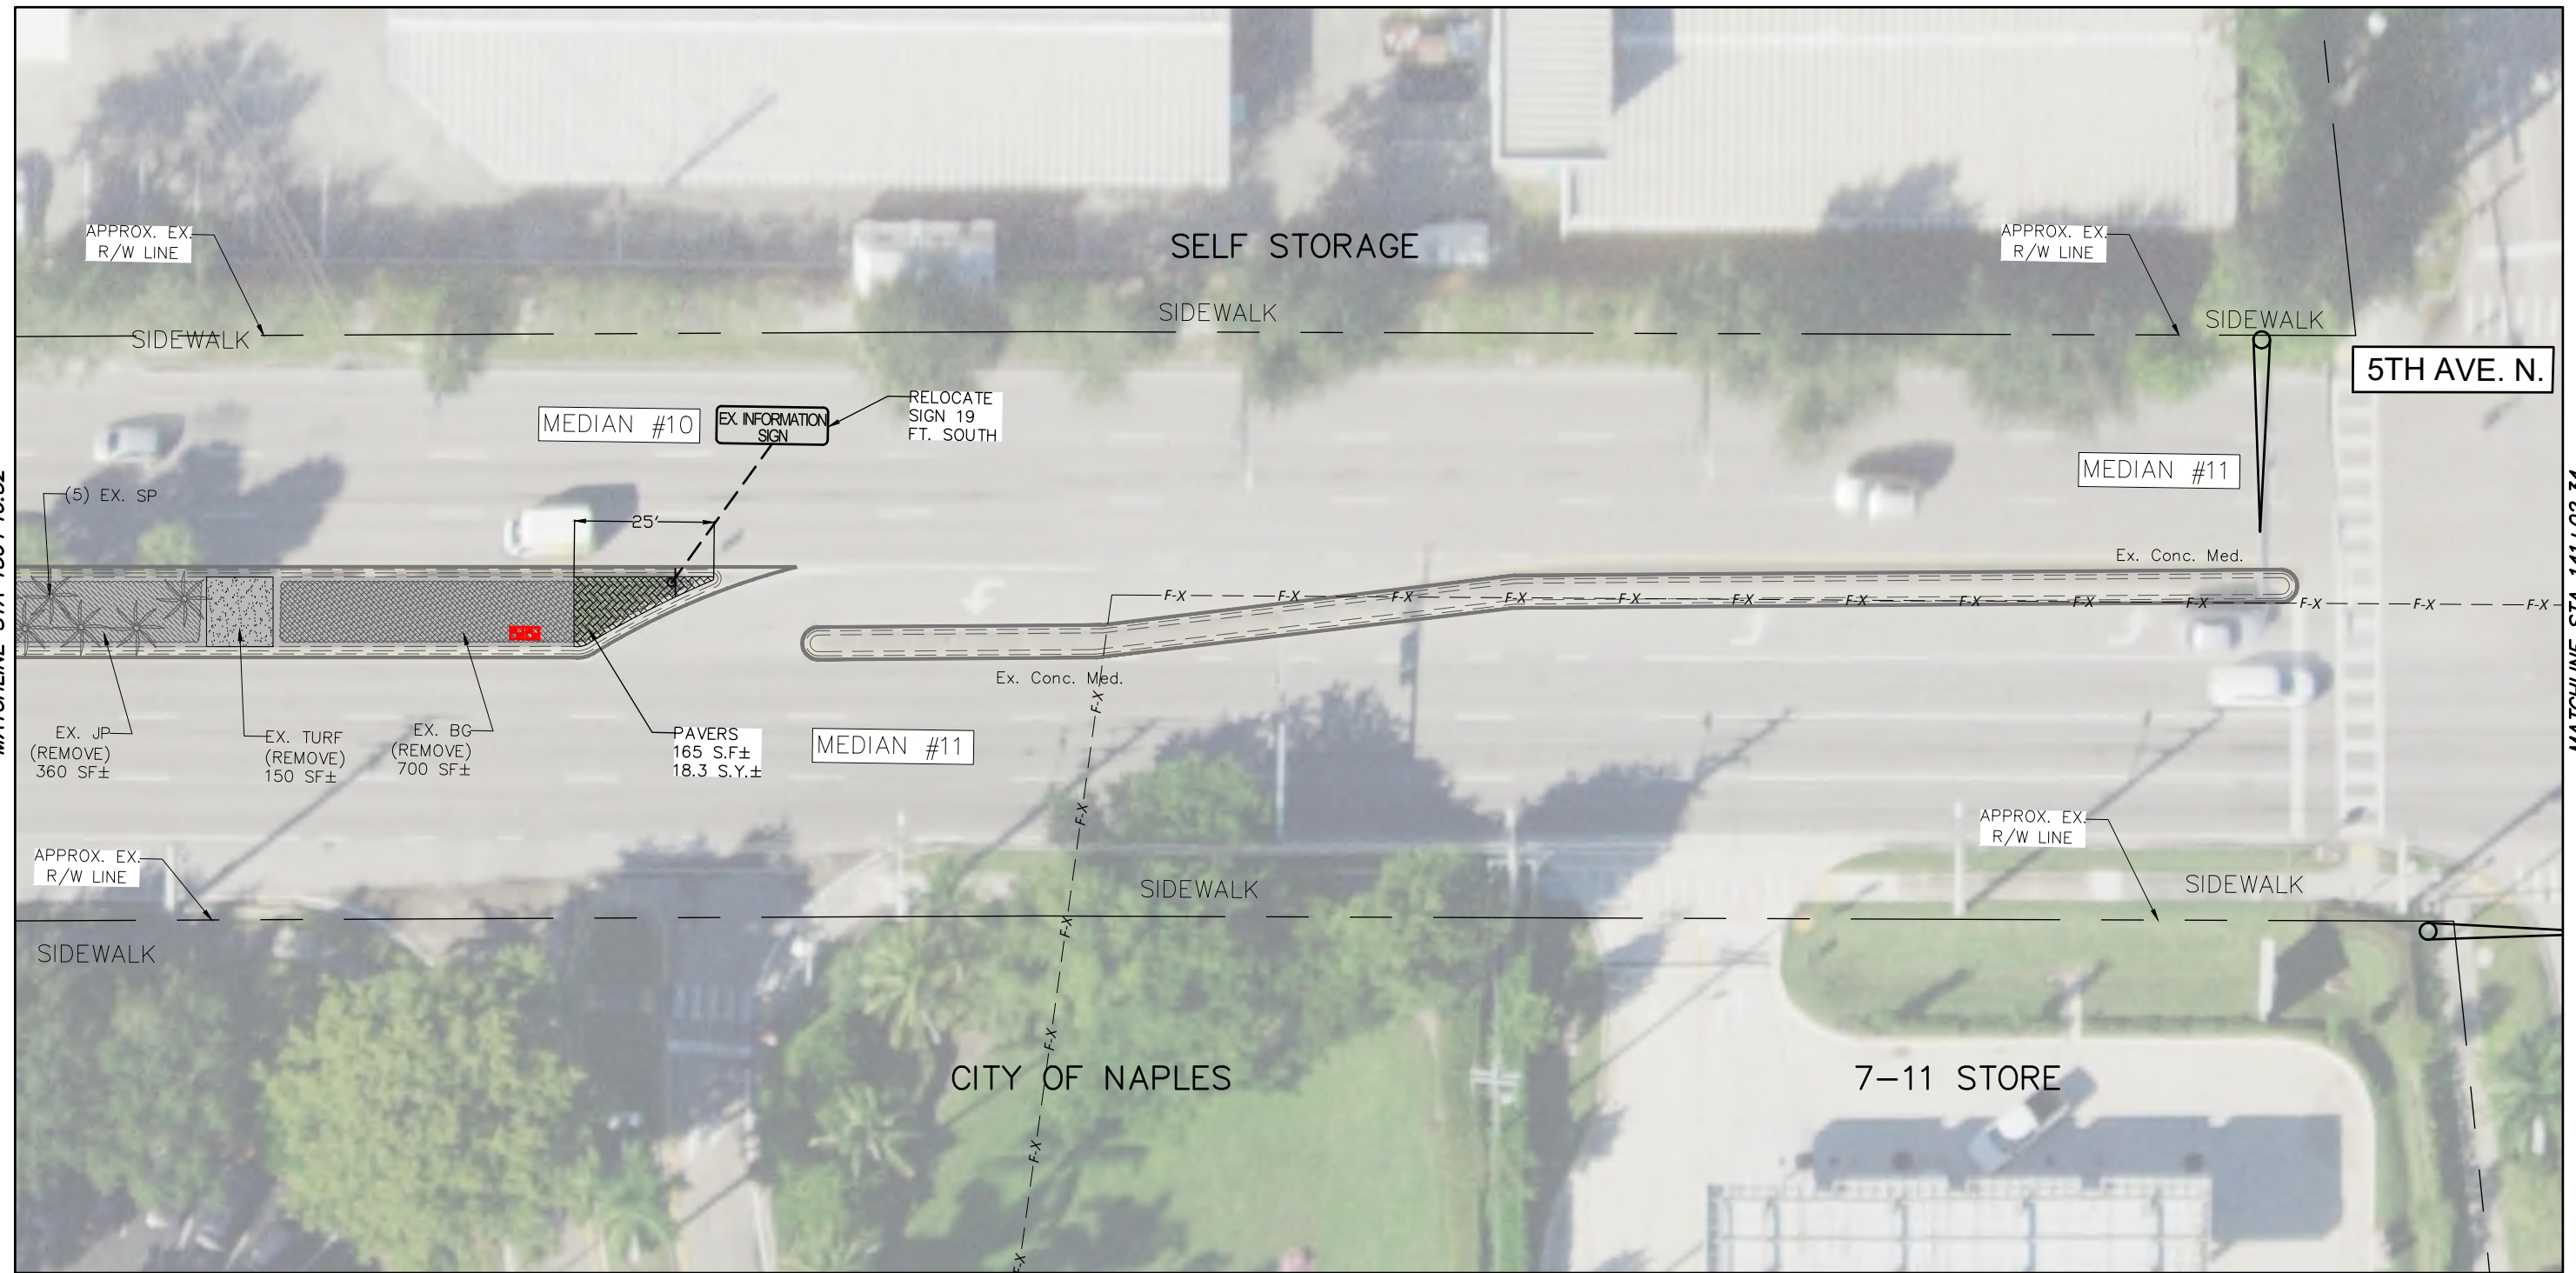 SELF STORAGE
APPROX. EX.
R/W LINE
APPROX. EX.
R/W LINE
SIDEWALK
SIDEWALK
SIDEWALK
5TH AVE. N.
MEDIAN #10
EX. INFORMATION
SIGN
RELOCATE
SIGN 19
FT. SOUTH
MEDIAN #11
(5) EX. SP
25'
Ex. Conc. Med.
F-X
F-X
F-X
F-X
F-X
F-X
F-X
F-X
F-X
F-X
F-X
F-X
F-X
Ex. Conc. Med.
F-X
EX. JP
(REMOVE)
360 SF±
EX. TURF
(REMOVE)
150 SF±
EX. BG
(REMOVE)
700 SF±
PAVERS
165 S.F±
18.3 S.Y.±
MEDIAN #11
F-X
APPROX. EX.
R/W LINE
APPROX. EX.
R/W LINE
SIDEWALK
SIDEWALK
F-X
SIDEWALK
F-X
CITY OF NAPLES
7-11 STORE
F-X
F-X